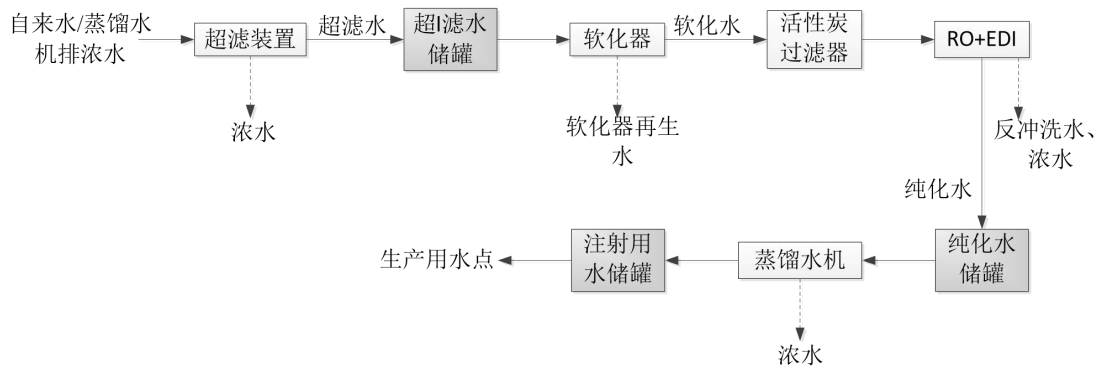 自来水/蒸馏水
机排浓水
超滤装置
超滤水
超l滤水
储罐
软化器
软化水
活性炭
过滤器
RO+EDI
浓水
软化器再生
水
反冲洗水、
浓水
纯化水
生产用水点
注射用
水储罐
蒸馏水机
纯化水
储罐
浓水